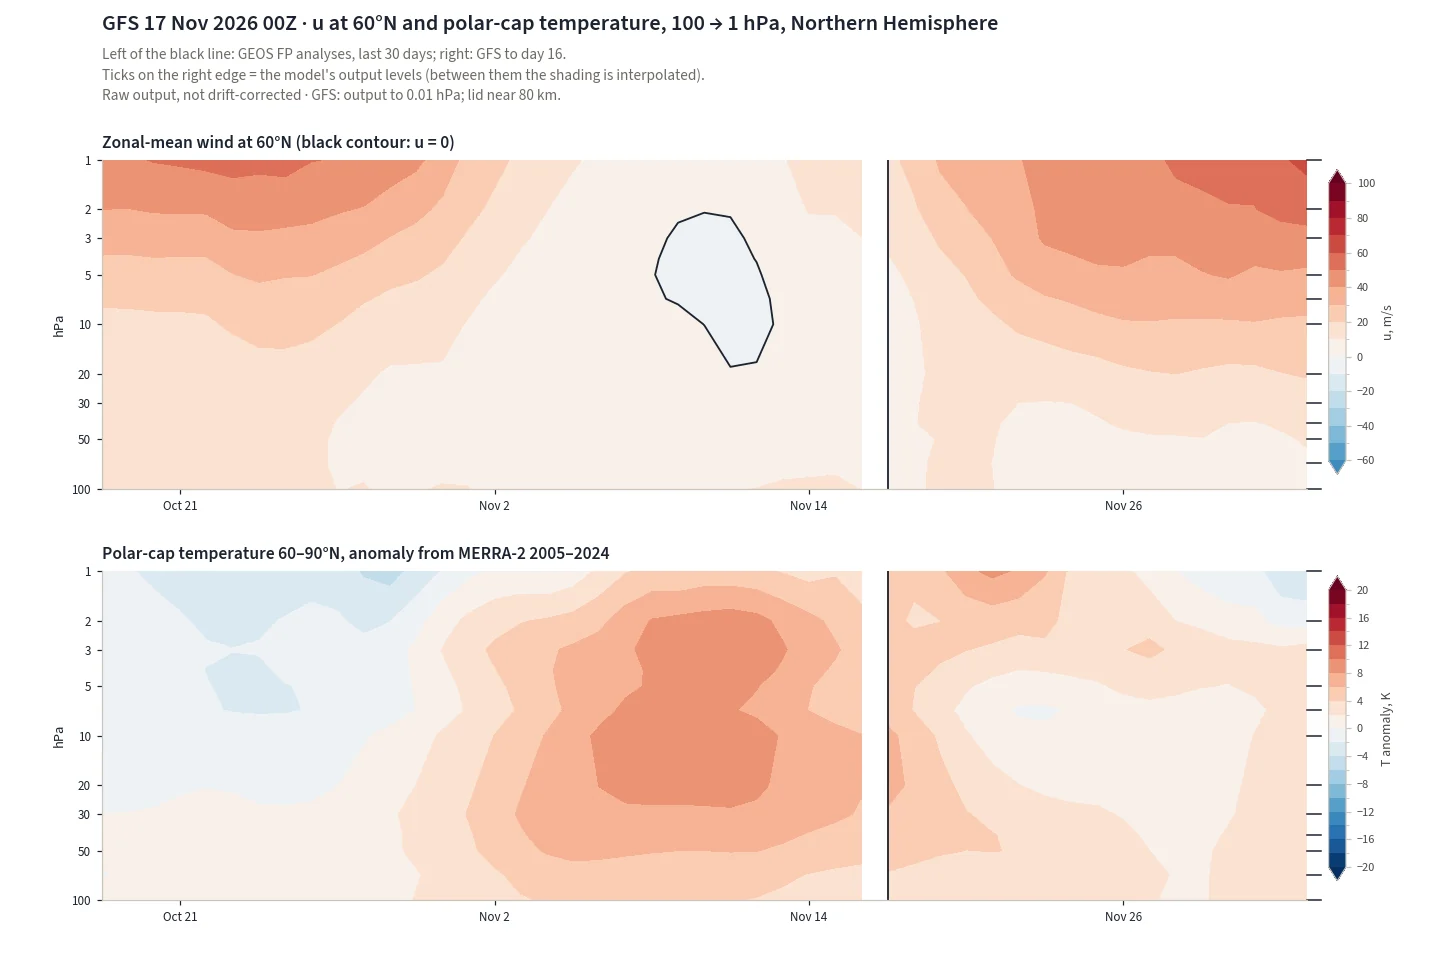 GFS 17 Nov 2026 00Z · u at 60°N and polar-cap temperature, 100 → 1 hPa, Northern Hemisphere
Left of the black line: GEOS FP analyses, last 30 days; right: GFS to day 16.
Ticks on the right edge = the model's output levels (between them the shading is interpolated).
Raw output, not drift-corrected · GFS: output to 0.01 hPa; lid near 80 km.
Zonal-mean wind at 60°N (black contour: u = 0)
1
2
3
5
10
20
30
50
100
hPa
Oct 21
Nov 2
Nov 14
Nov 26
100
80
60
40
20
0
−20
−40
−60
u, m/s
Polar-cap temperature 60–90°N, anomaly from MERRA-2 2005–2024
1
2
3
5
10
20
30
50
100
hPa
Oct 21
Nov 2
Nov 14
Nov 26
20
16
12
8
4
0
−4
−8
−12
−16
−20
T anomaly, K